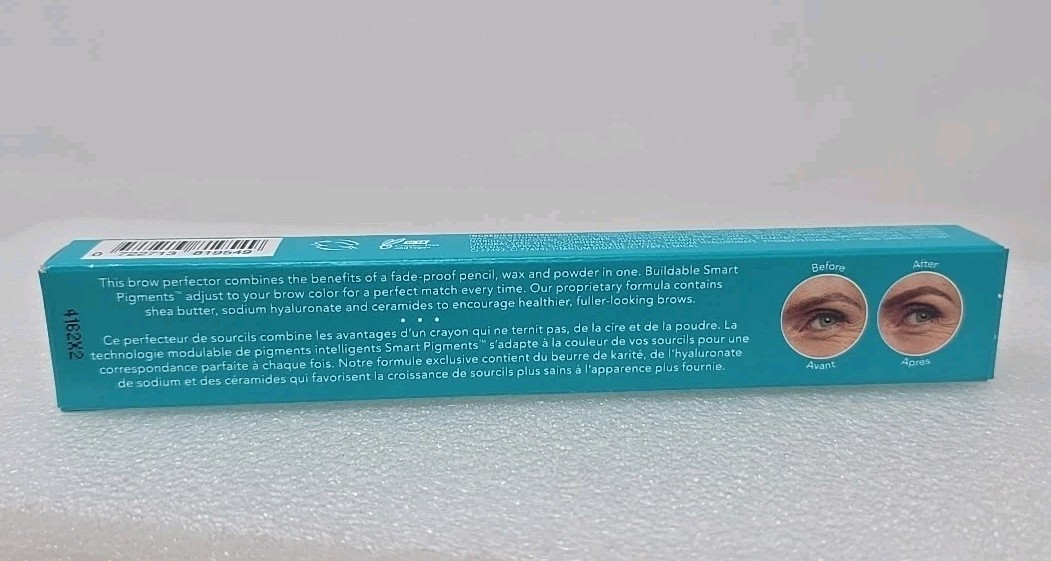 0 722713 619549
This brow perfector combines the benefits of a fade-proof pencil, wax and powder in one. Buildable Smart
Pigments™ adjust to your brow color for a perfect match every time. Our proprietary formula contains
shea butter, sodium hyaluronate and ceramides to encourage healthier, fuller-looking brows.
Ce perfecteur de sourcils combine les avantages d'un crayon qui ne ternit pas, de la cire et de la poudre. La
technologie modulable de pigments intelligents Smart Pigments™ s'adapte à la couleur de vos sourcils pour une
correspondance parfaite à chaque fois. Notre formule exclusive contient du beurre de karité, de l'hyaluronate
de sodium et des céramides qui favorisent la croissance de sourcils plus sains à l'apparence plus fournie.
Before
After
Avant
Après
4162X2